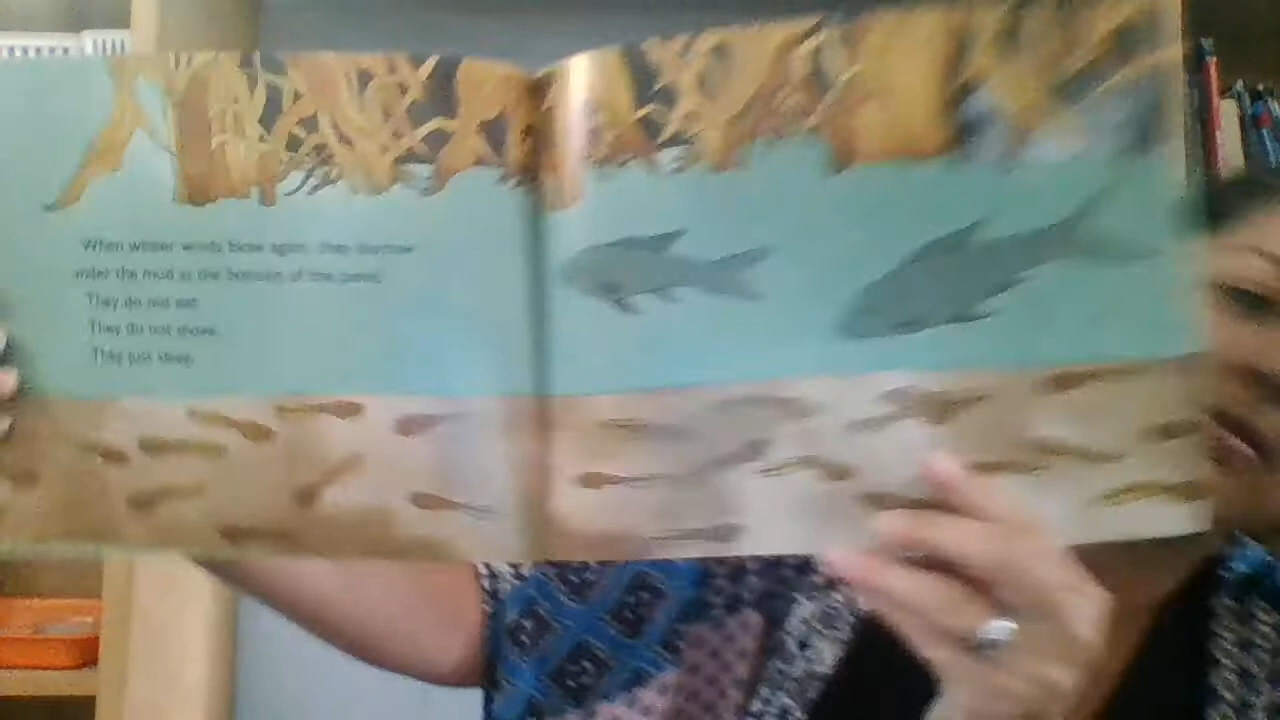 When winter winds blow again, they burrow
under the mud at the bottom of the pond.
They do not eat.
They do not move.
They just sleep.